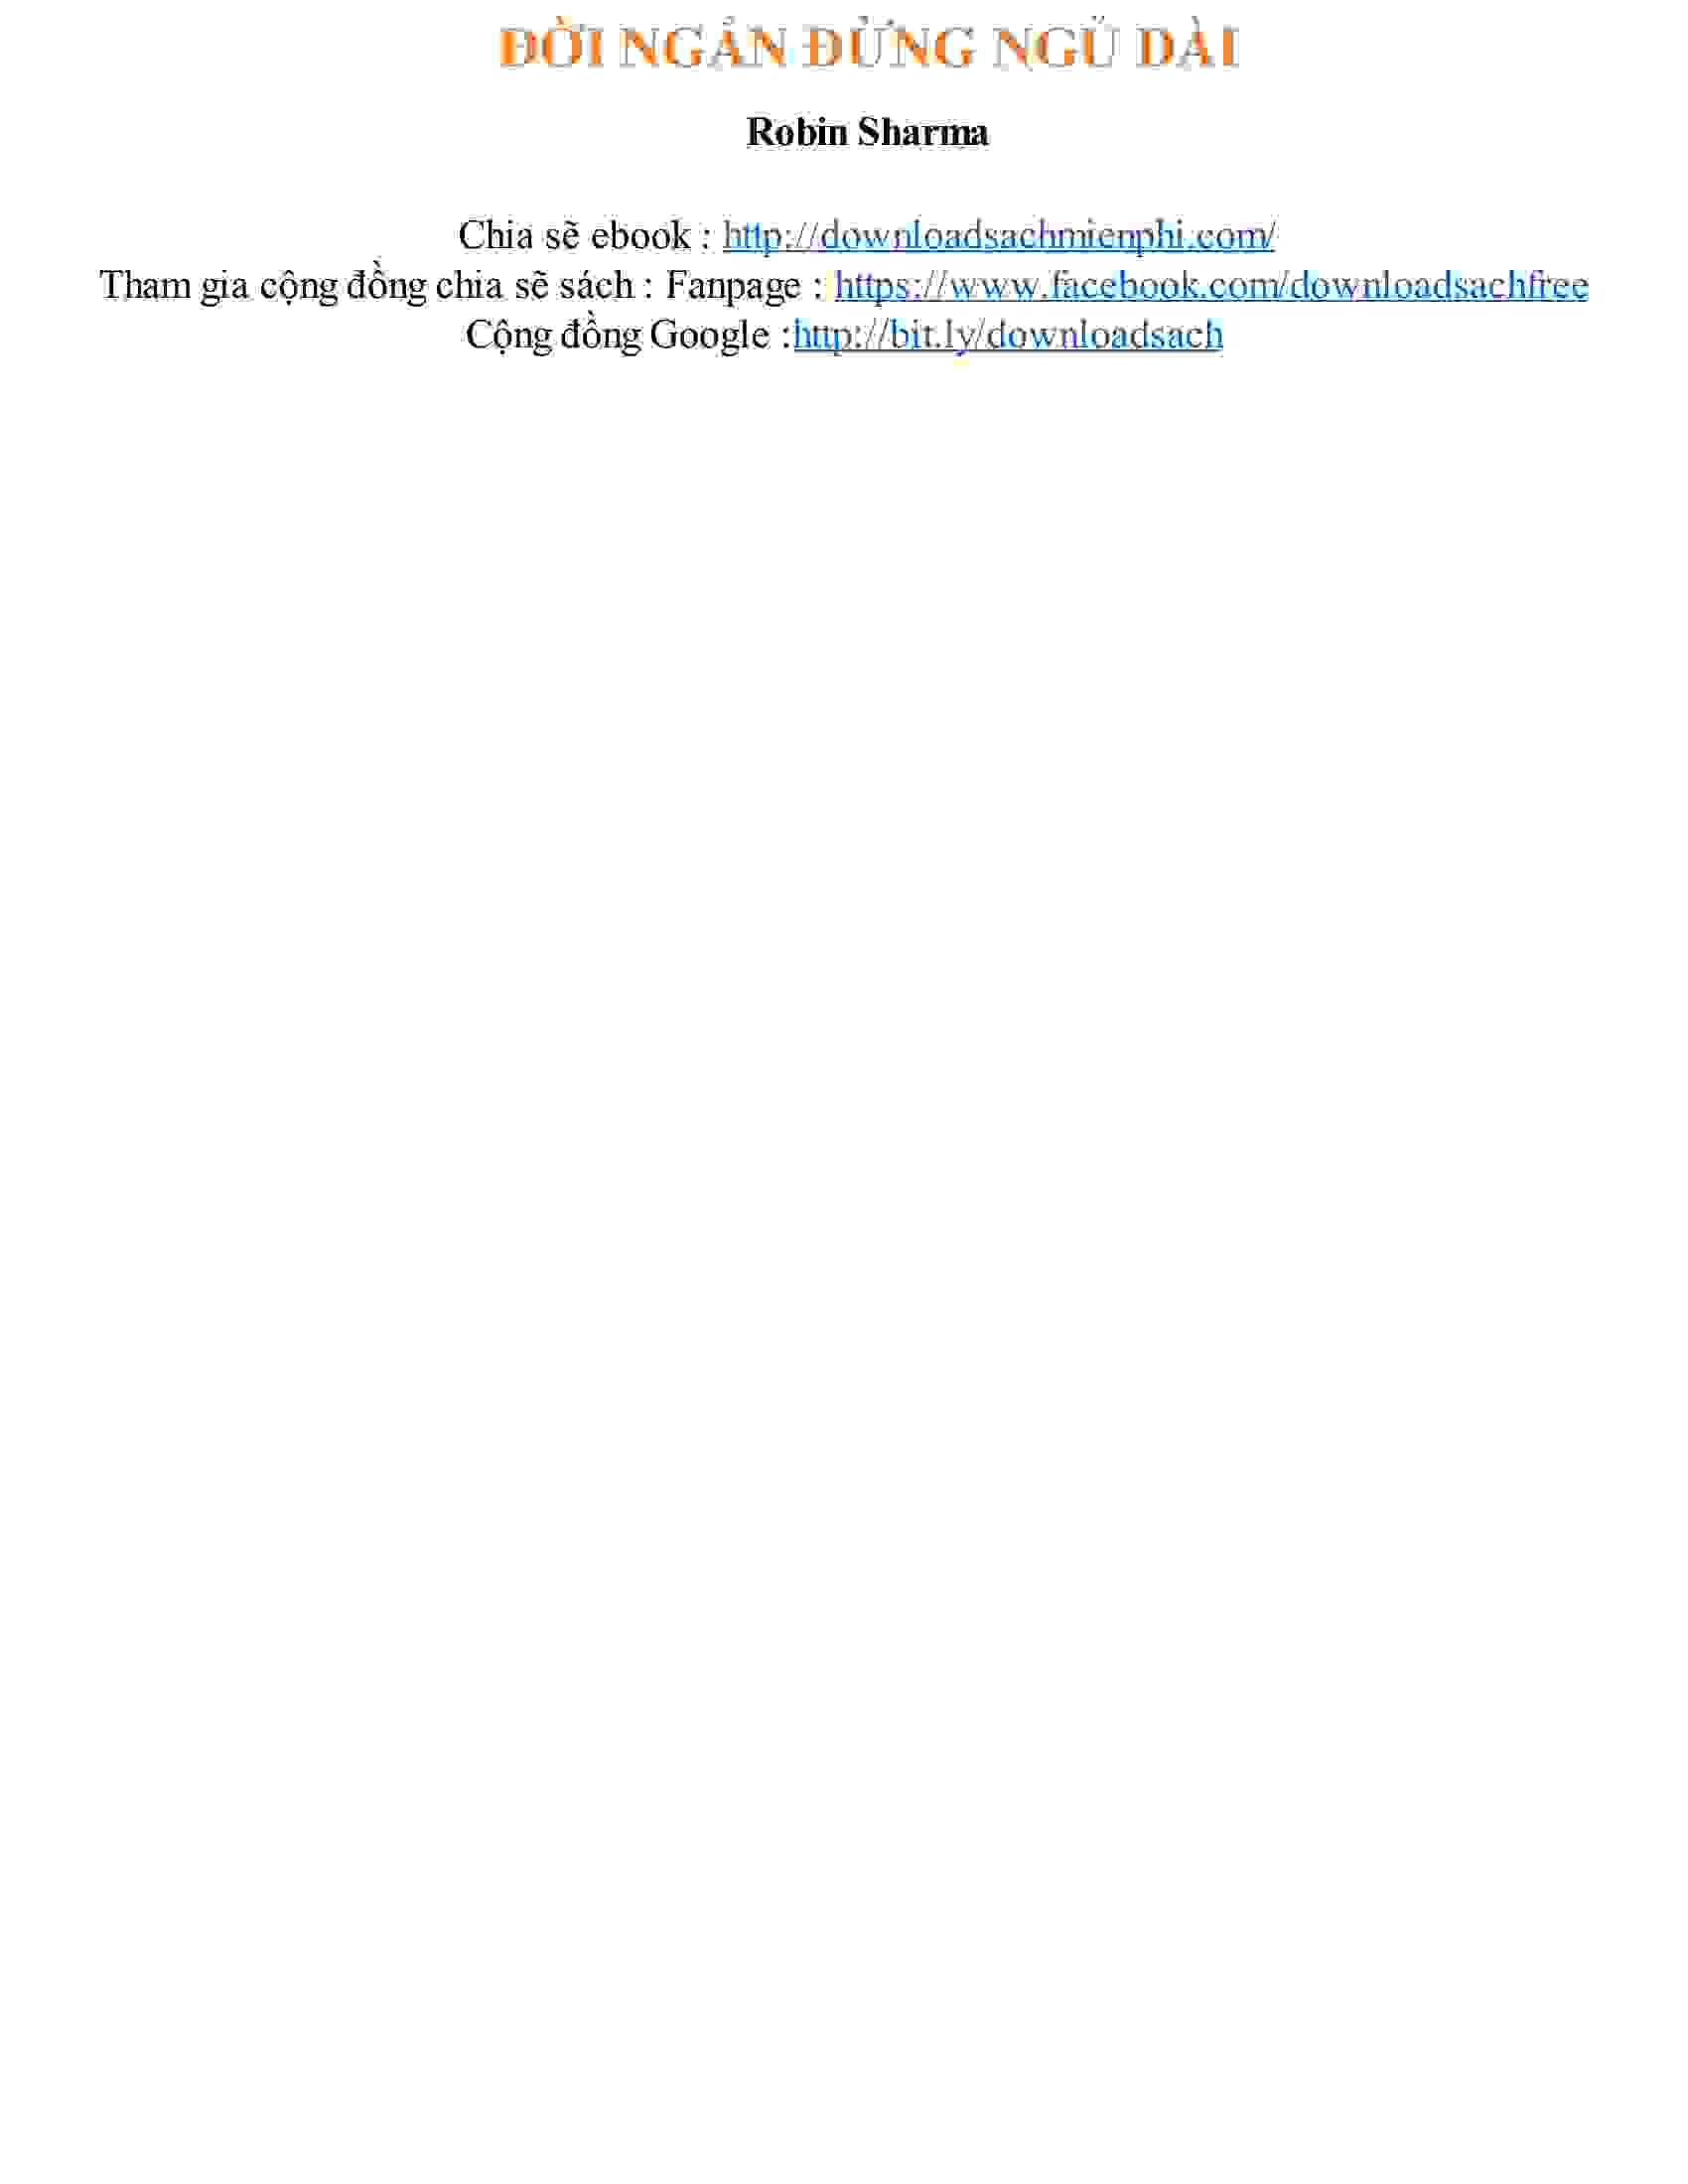 ĐỜI NGẮN ĐỪNG NGỦ DÀI
Robin Sharma
Chia sẽ ebook : http://downloadsachmienphi.com/
Tham gia cộng đồng chia sẽ sách : Fanpage : https://www.facebook.com/downloadsachfree
Cộng đồng Google :http://bit.ly/downloadsach